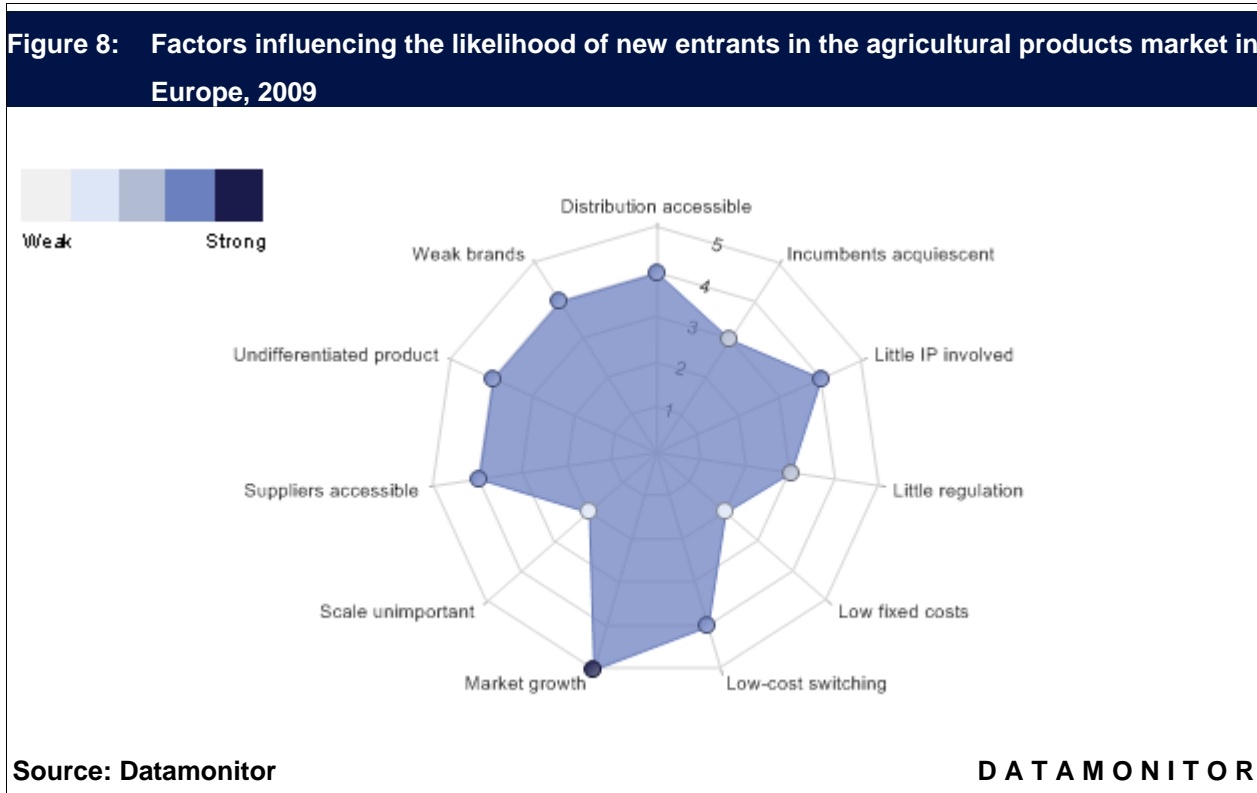 Figure 8: Factors influencing the likelihood of new entrants in the agricultural products market in
Europe, 2009
Weak Strong
Distribution accessible
Weak brands
5
Incumbents acquiescent
4
3
Undifferentiated product
Little IP involved
2
1
Suppliers accessible
Little regulation
Scale unimportant
Low fixed costs
Market growth
Low-cost switching
Source: Datamonitor
DATAMONITOR